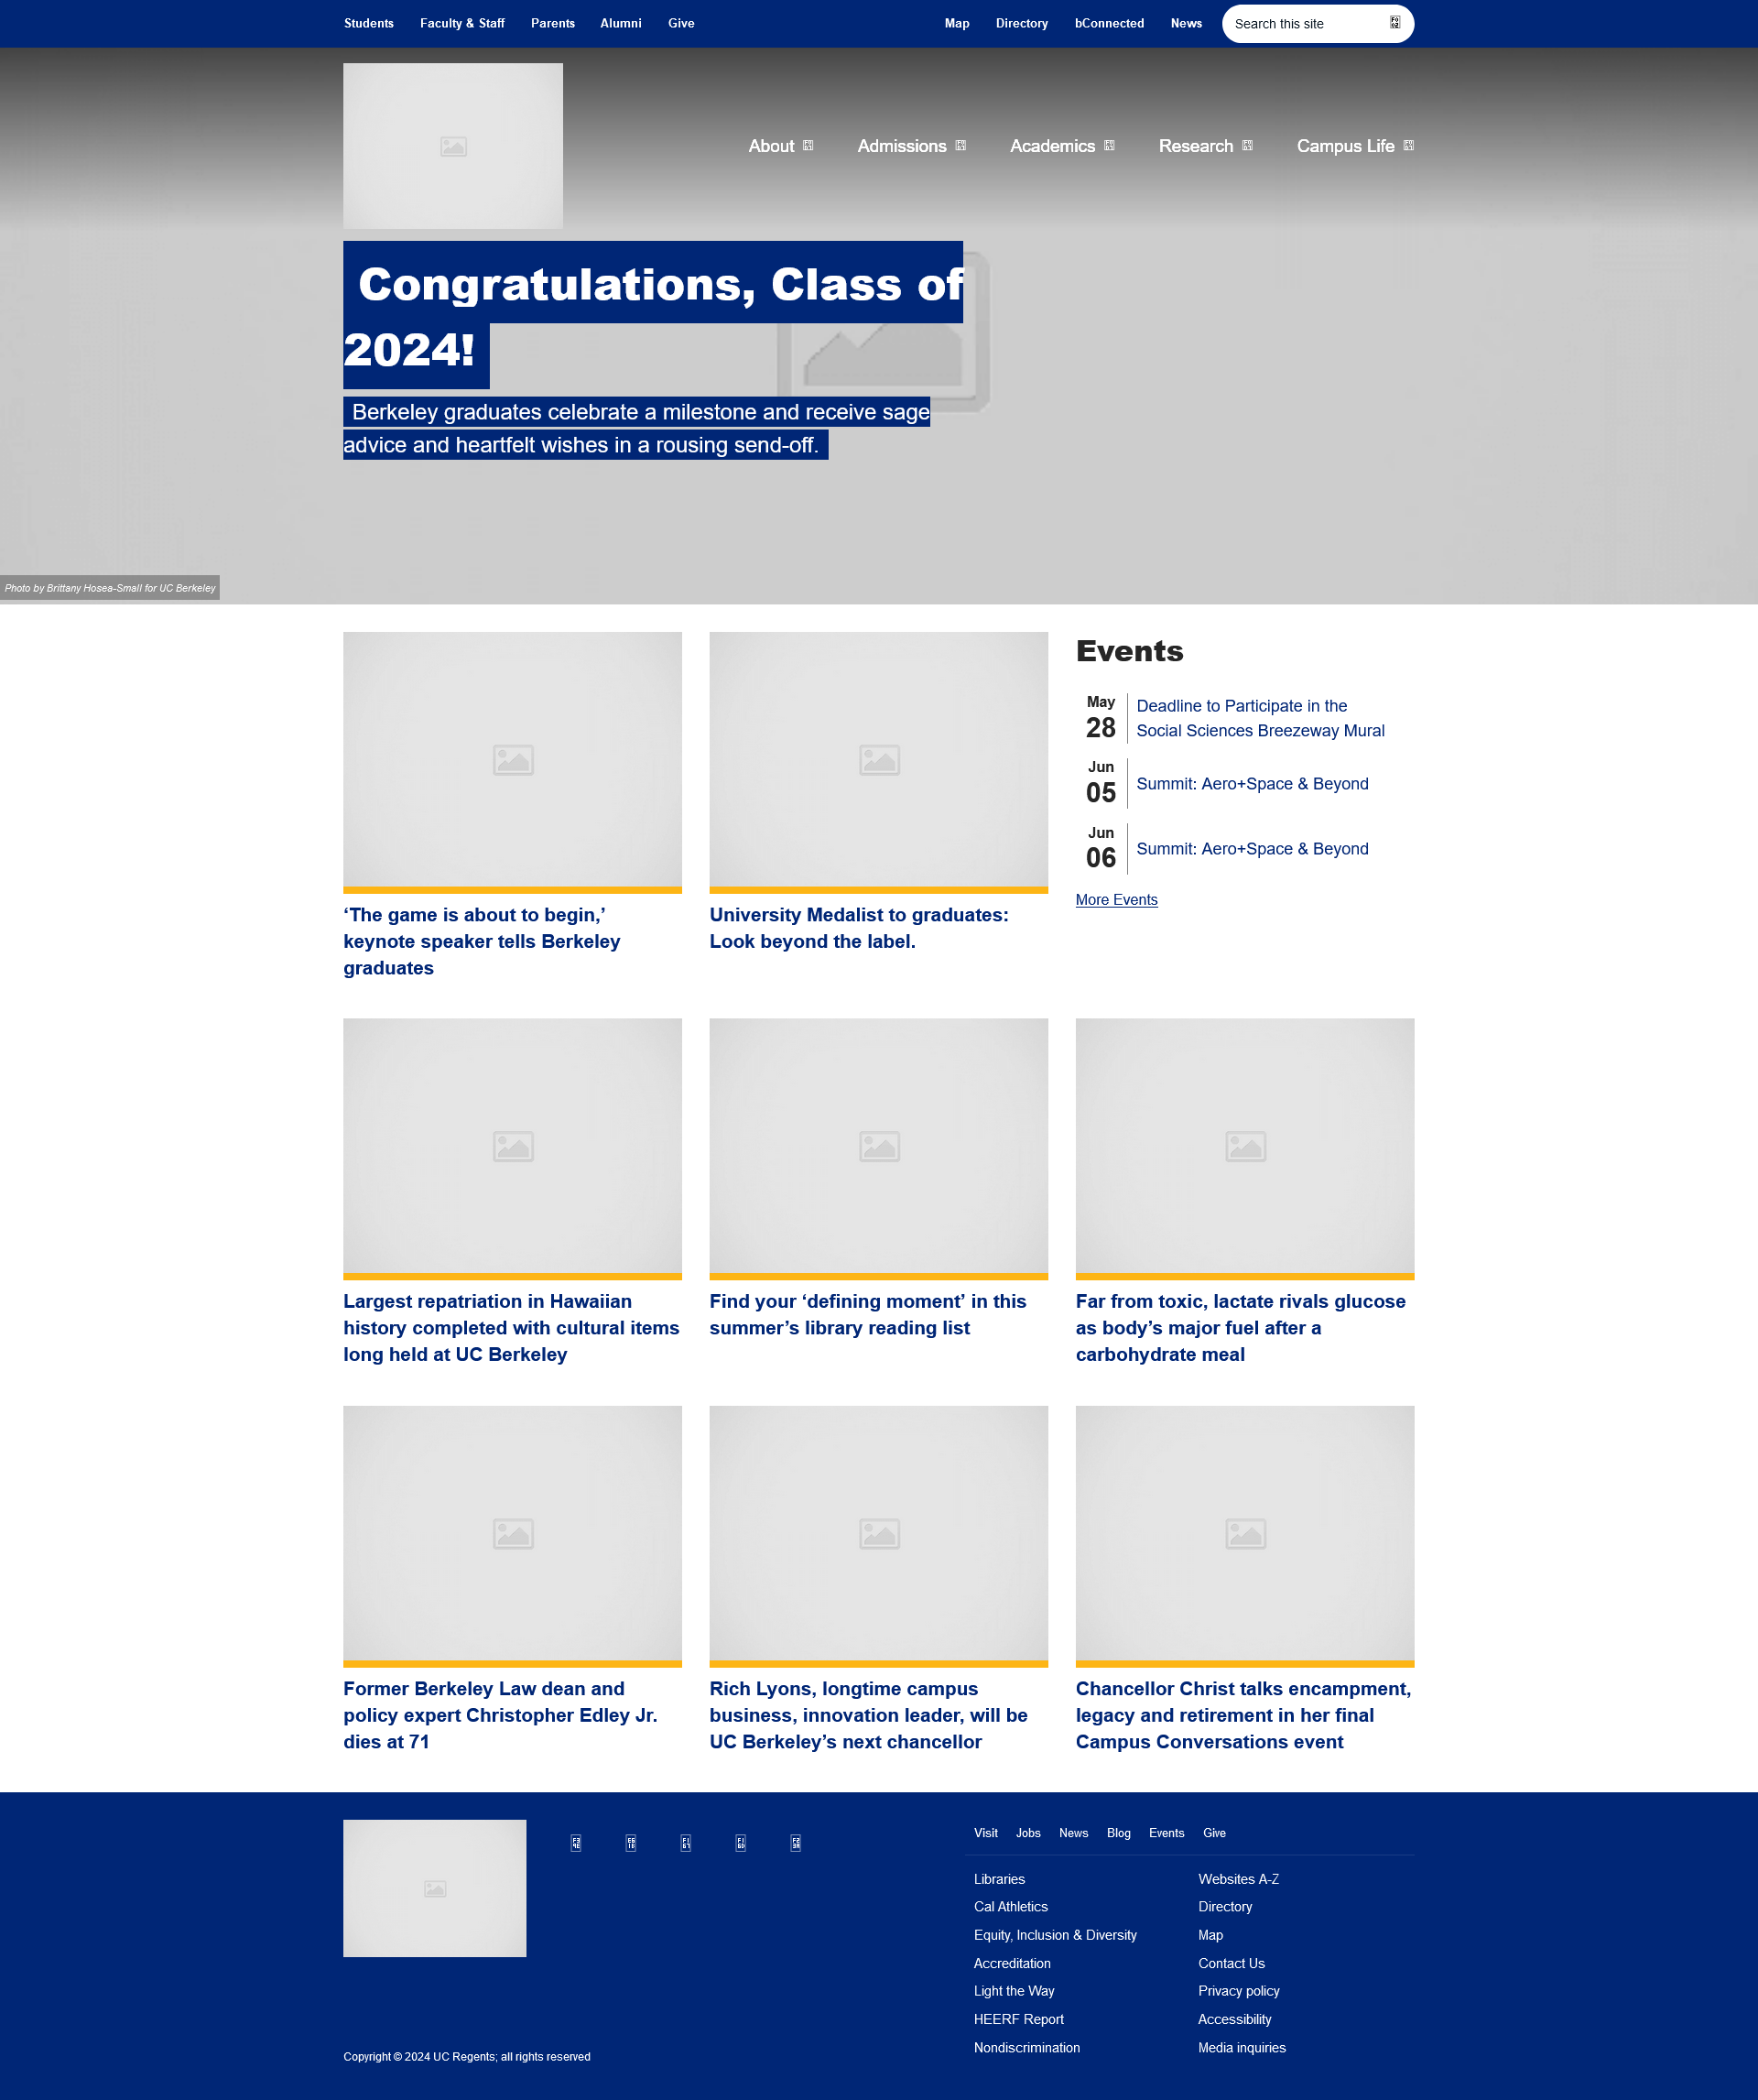 Students Faculty & Staff Parents Alumni Give Map Directory bConnected News Search this site
About Admissions Academics Research Campus Life
Congratulations, Class of
2024!
Berkeley graduates celebrate a milestone and receive sage
advice and heartfelt wishes in a rousing send-off.
Photo by Brittany Hosea-Small for UC Berkeley
‘The game is about to begin,’
keynote speaker tells Berkeley
graduates
University Medalist to graduates:
Look beyond the label.
Events
May
28
Deadline to Participate in the
Social Sciences Breezeway Mural
Jun
05
Summit: Aero+Space & Beyond
Jun
06
Summit: Aero+Space & Beyond
More Events
Largest repatriation in Hawaiian
history completed with cultural items
long held at UC Berkeley
Find your ‘defining moment’ in this
summer’s library reading list
Far from toxic, lactate rivals glucose
as body’s major fuel after a
carbohydrate meal
Former Berkeley Law dean and
policy expert Christopher Edley Jr.
dies at 71
Rich Lyons, longtime campus
business, innovation leader, will be
UC Berkeley’s next chancellor
Chancellor Christ talks encampment,
legacy and retirement in her final
Campus Conversations event
Visit Jobs News Blog Events Give
Libraries
Cal Athletics
Equity, Inclusion & Diversity
Accreditation
Light the Way
HEERF Report
Nondiscrimination
Websites A-Z
Directory
Map
Contact Us
Privacy policy
Accessibility
Media inquiries
Copyright © 2024 UC Regents; all rights reserved